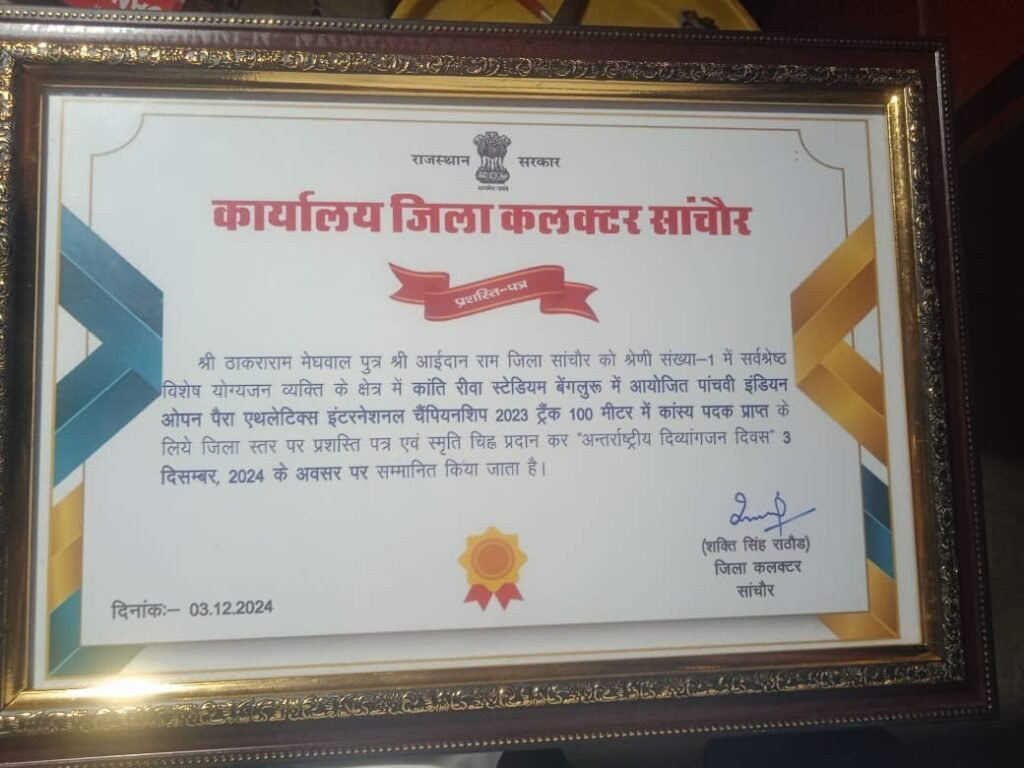 राजस्थान सरकार
कार्यालय जिला कलक्टर सांचौर
प्रशस्ति-पत्र
श्री ठाकराराम मेघवाल पुत्र श्री आईदान राम जिला सांचौर को श्रेणी संख्या-1 में सर्वश्रेष्ठ
विशेष योग्यजन व्यक्ति के क्षेत्र में कांति रीवा स्टेडियम बेंगलुरू में आयोजित पांचवी इंडियन
ओपन पैरा एथलेटिक्स इंटरनेशनल चैंपियनशिप 2023 ट्रैक 100 मीटर में कांस्य पदक प्राप्त के
लिये जिला स्तर पर प्रशस्ति पत्र एवं स्मृति चिह्न प्रदान कर "अन्तर्राष्ट्रीय दिव्यांगजन दिवस" 3
दिसम्बर, 2024 के अवसर पर सम्मानित किया जाता है।
(शक्ति सिंह राठौड)
जिला कलक्टर
सांचौर
दिनांकः- 03.12.2024